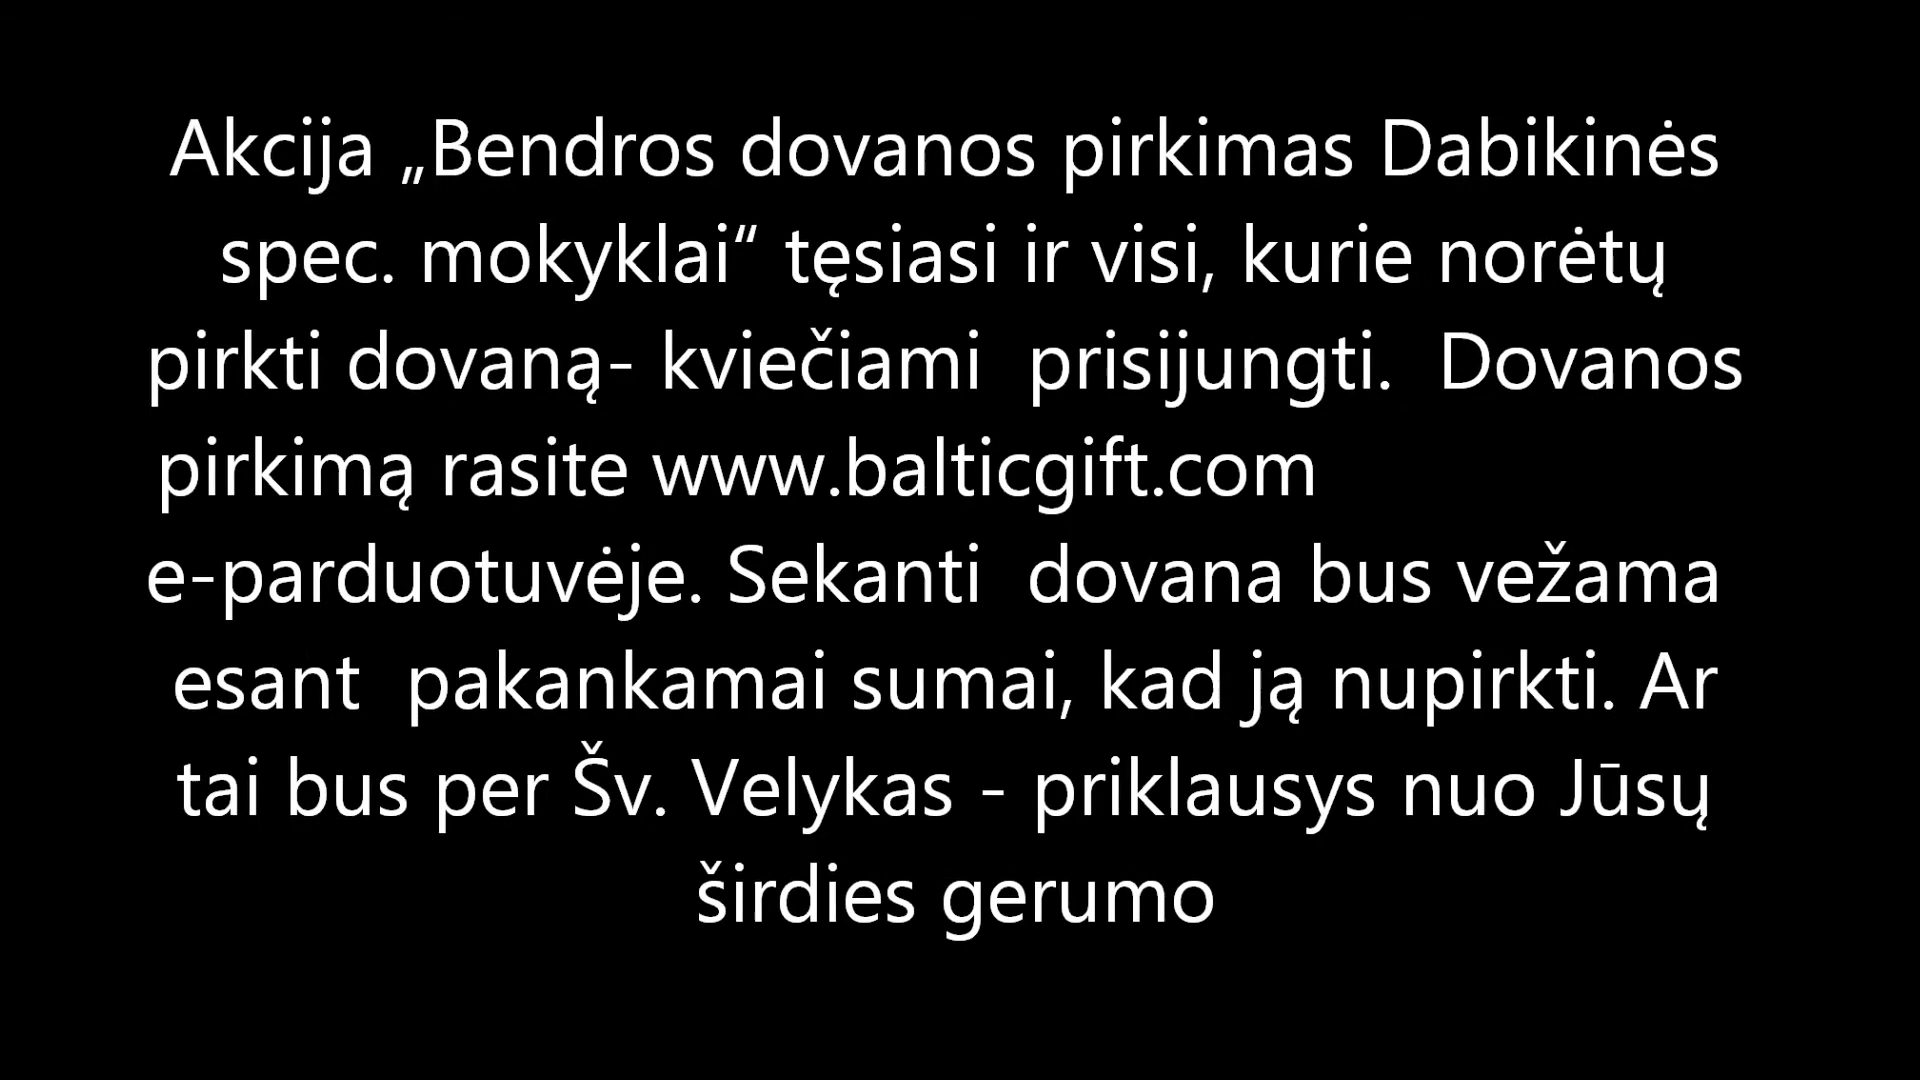 Akcija „Bendros dovanos pirkimas Dabikinės
spec. mokyklai“ tęsiasi ir visi, kurie norėtų
pirkti dovaną- kviečiami  prisijungti.  Dovanos
pirkimą rasite www.balticgift.com
e-parduotuvėje. Sekanti  dovana bus vežama
esant  pakankamai sumai, kad ją nupirkti. Ar
tai bus per Šv. Velykas - priklausys nuo Jūsų
širdies gerumo